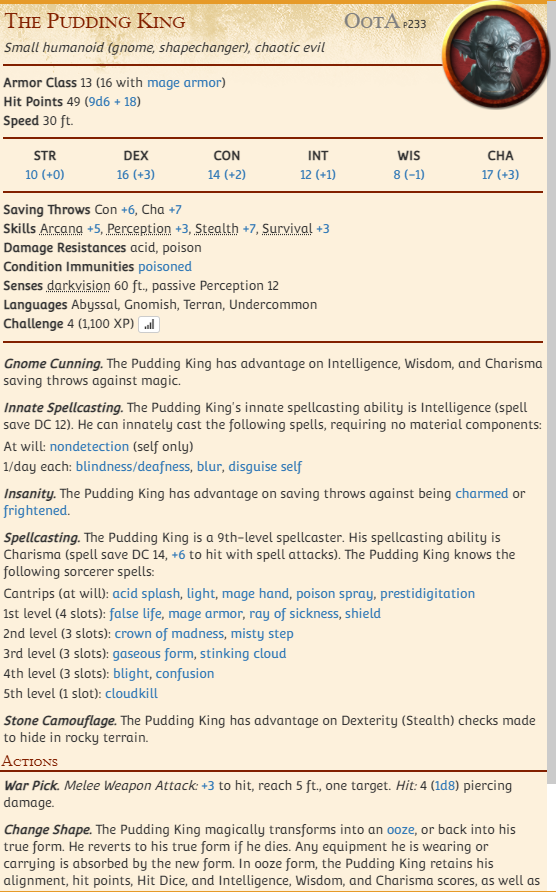 The Pudding King OotA p233
Small humanoid (gnome, shapechanger), chaotic evil
Armor Class 13 (16 with mage armor)
Hit Points 49 (9d6 + 18)
Speed 30 ft.
STR DEX CON INT WIS CHA
10 (+0) 16 (+3) 14 (+2) 12 (+1) 8 (−1) 17 (+3)
Saving Throws Con +6, Cha +7
Skills Arcana +5, Perception +3, Stealth +7, Survival +3
Damage Resistances acid, poison
Condition Immunities poisoned
Senses darkvision 60 ft., passive Perception 12
Languages Abyssal, Gnomish, Terran, Undercommon
Challenge 4 (1,100 XP)
Gnome Cunning. The Pudding King has advantage on Intelligence, Wisdom, and Charisma
saving throws against magic.
Innate Spellcasting. The Pudding King's innate spellcasting ability is Intelligence (spell
save DC 12). He can innately cast the following spells, requiring no material components:
At will: nondetection (self only)
1/day each: blindness/deafness, blur, disguise self
Insanity. The Pudding King has advantage on saving throws against being charmed or
frightened.
Spellcasting. The Pudding King is a 9th-level spellcaster. His spellcasting ability is
Charisma (spell save DC 14, +6 to hit with spell attacks). The Pudding King knows the
following sorcerer spells:
Cantrips (at will): acid splash, light, mage hand, poison spray, prestidigitation
1st level (4 slots): false life, mage armor, ray of sickness, shield
2nd level (3 slots): crown of madness, misty step
3rd level (3 slots): gaseous form, stinking cloud
4th level (3 slots): blight, confusion
5th level (1 slot): cloudkill
Stone Camouflage. The Pudding King has advantage on Dexterity (Stealth) checks made
to hide in rocky terrain.
Actions
War Pick. Melee Weapon Attack: +3 to hit, reach 5 ft., one target. Hit: 4 (1d8) piercing
damage.
Change Shape. The Pudding King magically transforms into an ooze, or back into his
true form. He reverts to his true form if he dies. Any equipment he is wearing or
carrying is absorbed by the new form. In ooze form, the Pudding King retains his
alignment, hit points, Hit Dice, and Intelligence, Wisdom, and Charisma scores, as well as